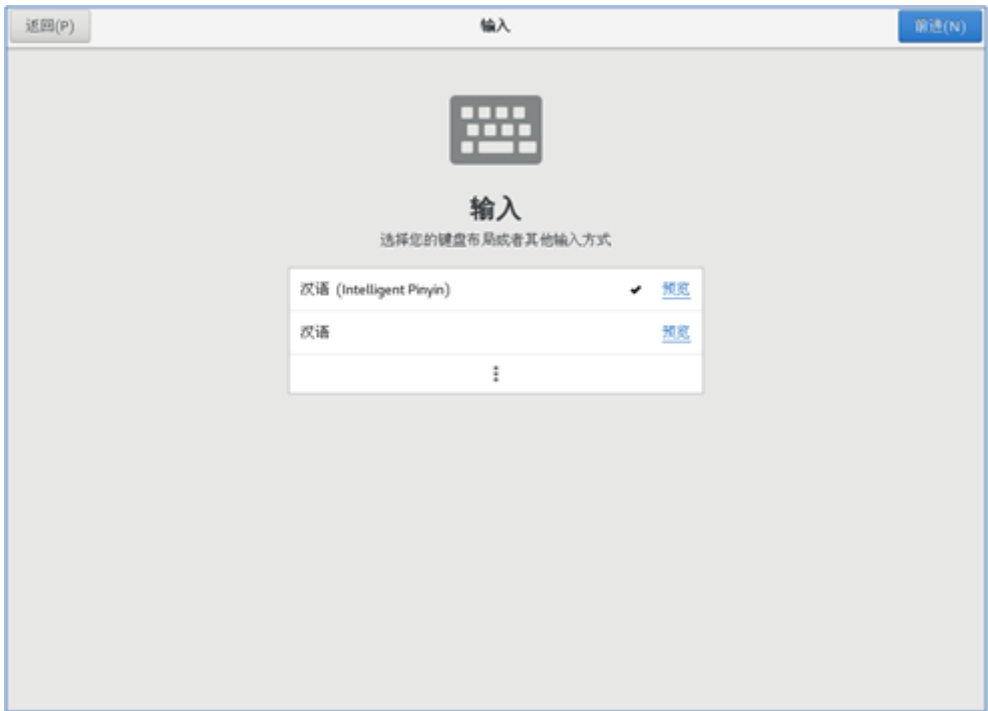 返回(P) 输入 前进(N)
输入
选择您的键盘布局或者其他输入方式
汉语 (Intelligent Pinyin) ✔ 预览
汉语 预览